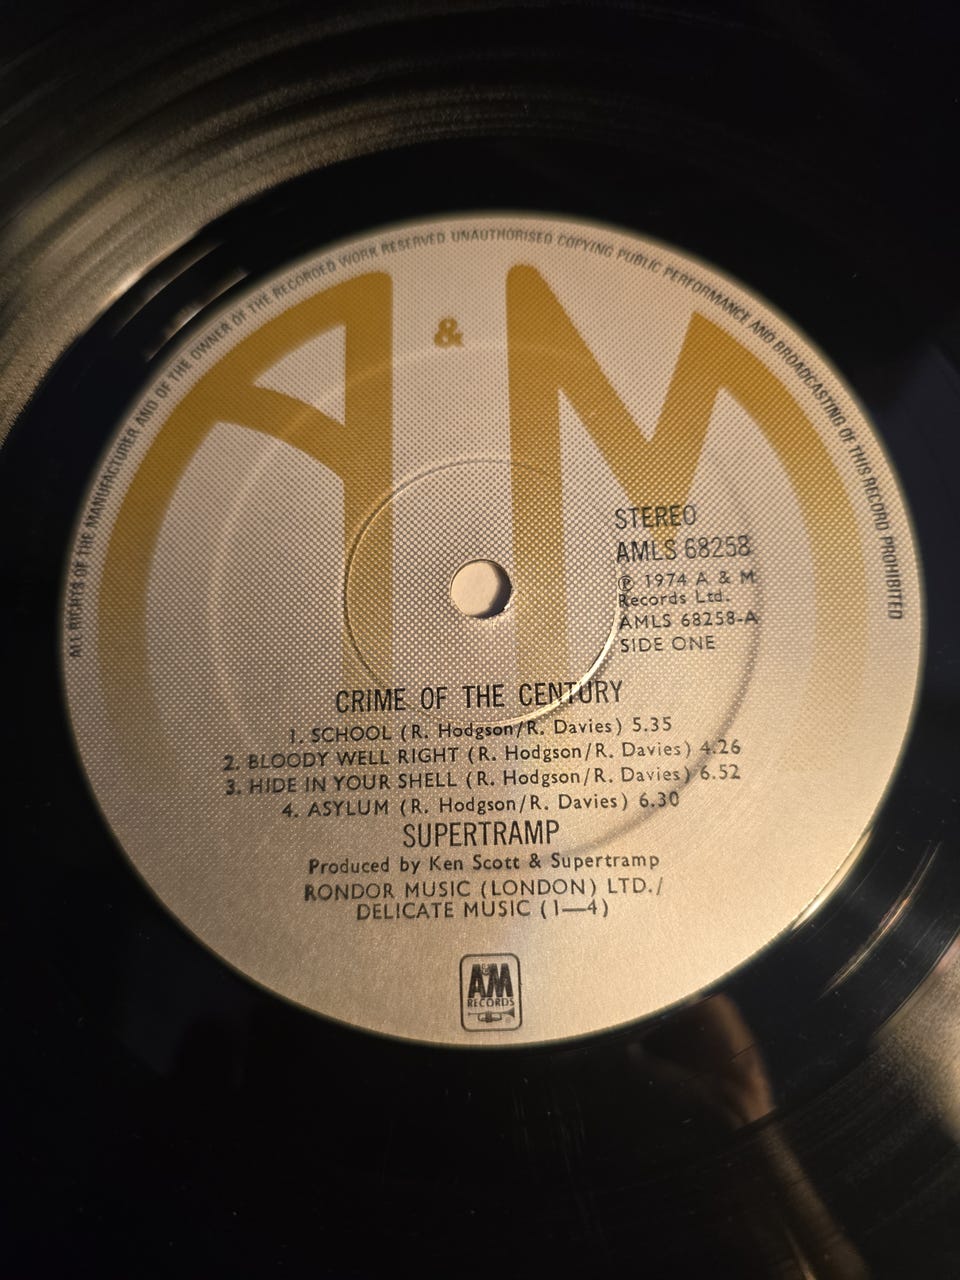 ALL RIGHTS OF THE MANUFACTURER AND OF THE OWNER OF THE RECORDED WORK RESERVED UNAUTHORISED COPYING PUBLIC PERFORMANCE AND BROADCASTING OF THIS RECORD PROHIBITED
A & M
STEREO
AMLS 68258
℗ 1974 A & M
Records Ltd.
AMLS 68258-A
SIDE ONE
CRIME OF THE CENTURY
1. SCHOOL (R. Hodgson/R. Davies) 5.35
2. BLOODY WELL RIGHT (R. Hodgson/R. Davies) 4.26
3. HIDE IN YOUR SHELL (R. Hodgson/R. Davies) 6.52
4. ASYLUM (R. Hodgson/R. Davies) 6.30
SUPERTRAMP
Produced by Ken Scott & Supertramp
RONDOR MUSIC (LONDON) LTD./
DELICATE MUSIC (1—4)
A&M
RECORDS